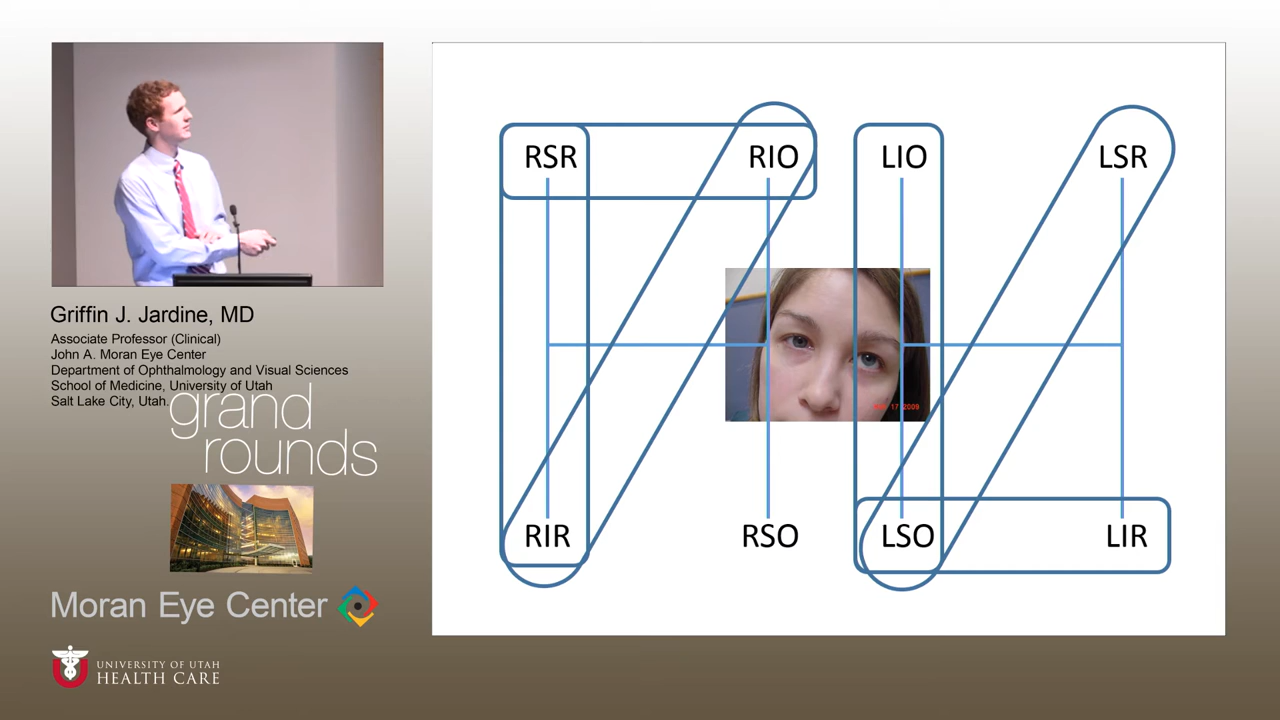 Griffin J. Jardine, MD
Associate Professor (Clinical)
John A. Moran Eye Center
Department of Ophthalmology and Visual Sciences
School of Medicine, University of Utah
Salt Lake City, Utah.
grand
rounds
Moran Eye Center
UNIVERSITY OF UTAH
HEALTH CARE
RSR RIO LIO LSR
17 2009
RIR RSO LSO LIR